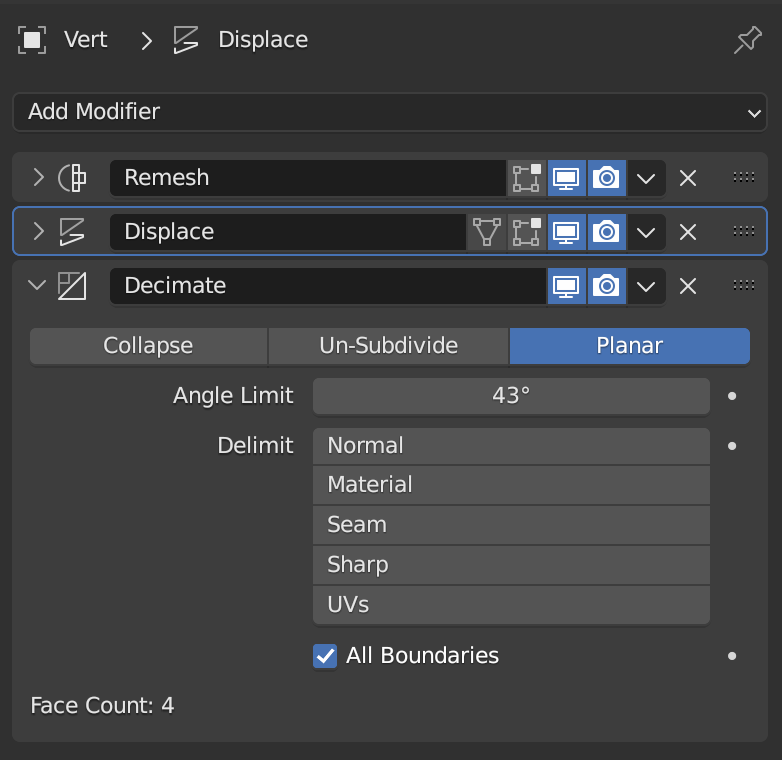 Vert > Displace
Add Modifier
Remesh
Displace
Decimate
Collapse Un-Subdivide Planar
Angle Limit 43°
Delimit Normal
Material
Seam
Sharp
UVs
All Boundaries
Face Count: 4